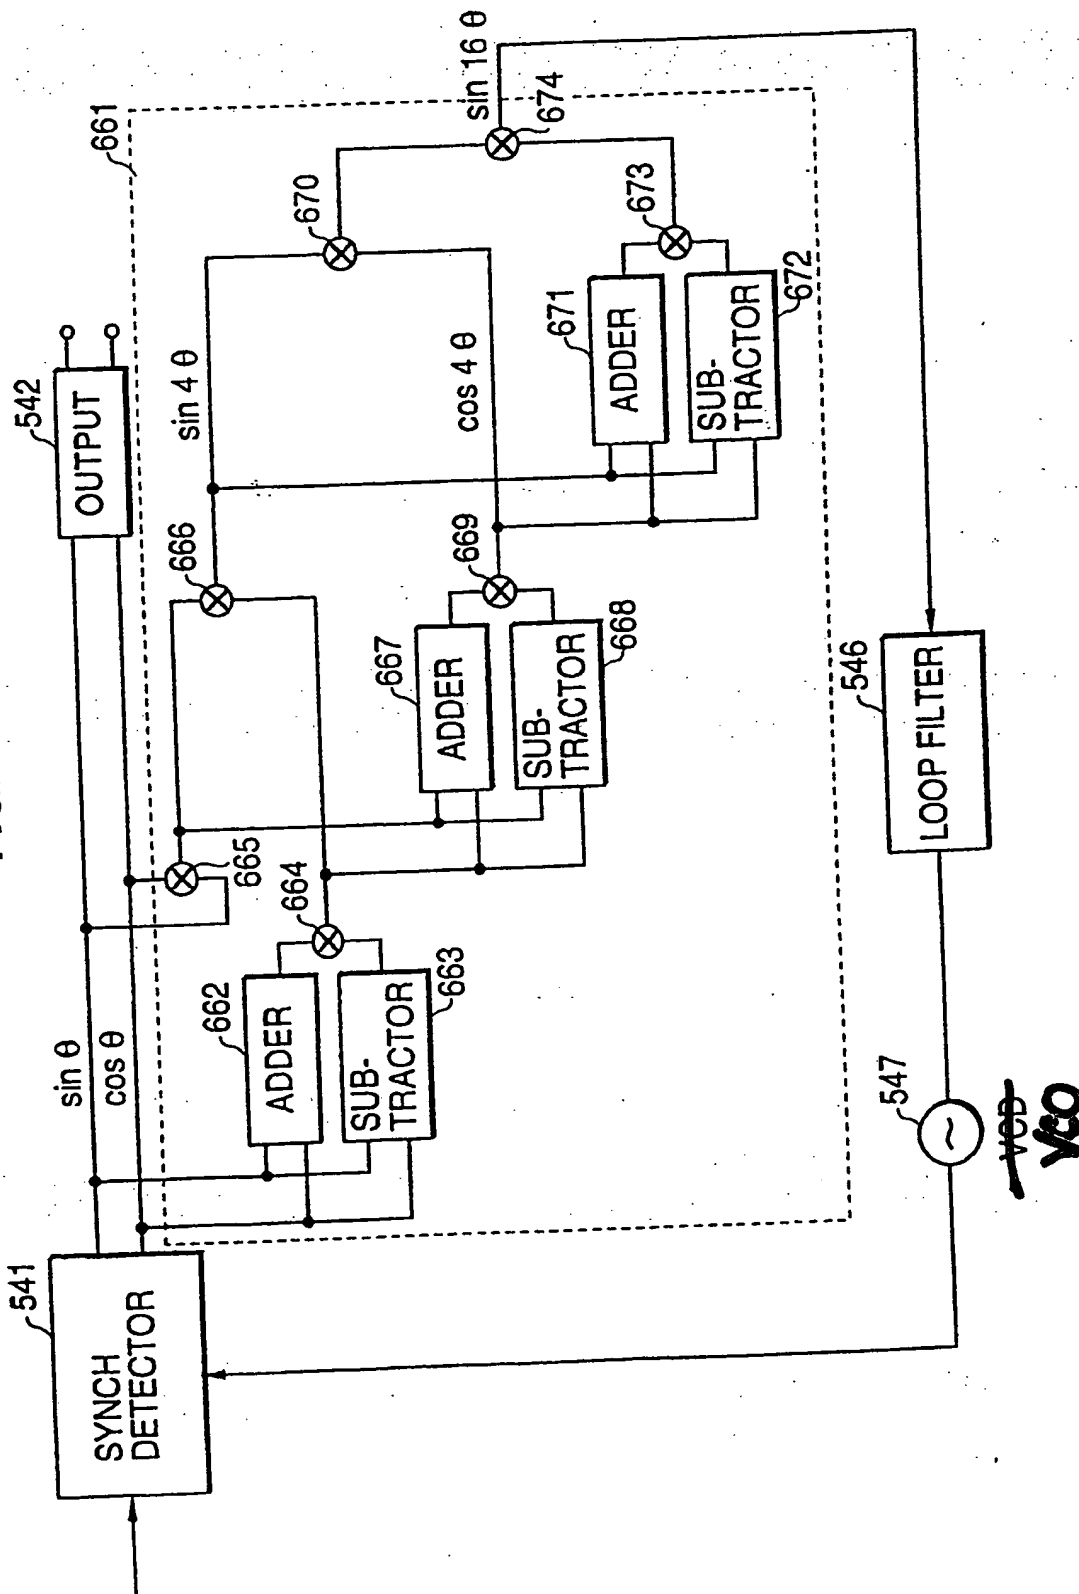 661
sin 16 θ
674
670
673
542
OUTPUT
sin 4 θ
cos 4 θ
671
ADDER
SUB-
TRACTOR
672
666
669
667
ADDER
SUB-
TRACTOR
668
665
664
662
ADDER
SUB-
TRACTOR
663
sin θ
cos θ
541
SYNCH
DETECTOR
546
LOOP FILTER
547
~
VCD
VCO